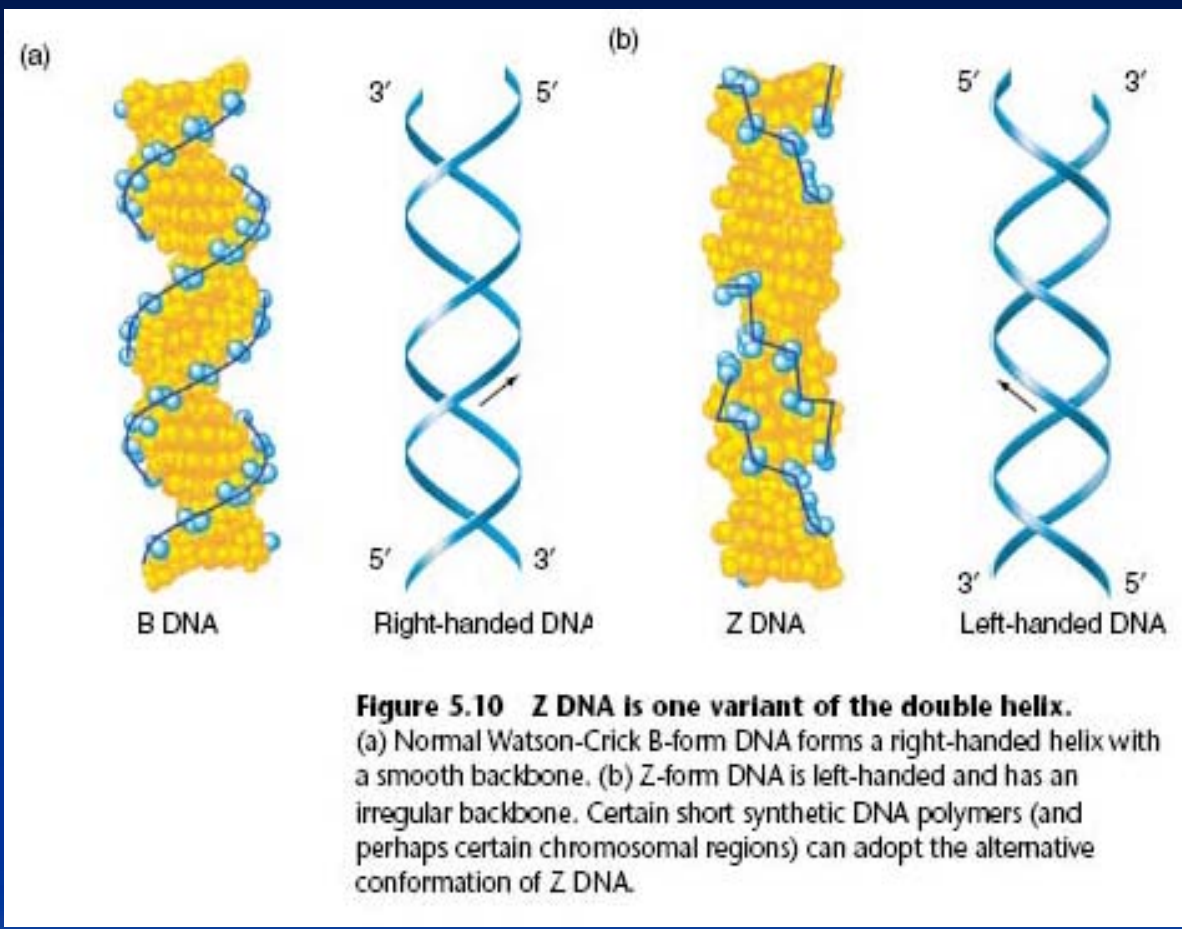 (a)
3′ 5′
5′ 3′
B DNA
Right-handed DNA
(b)
5′ 3′
3′ 5′
Z DNA
Left-handed DNA
Figure 5.10 Z DNA is one variant of the double helix.
(a) Normal Watson-Crick B-form DNA forms a right-handed helix with
a smooth backbone. (b) Z-form DNA is left-handed and has an
irregular backbone. Certain short synthetic DNA polymers (and
perhaps certain chromosomal regions) can adopt the alternative
conformation of Z DNA.